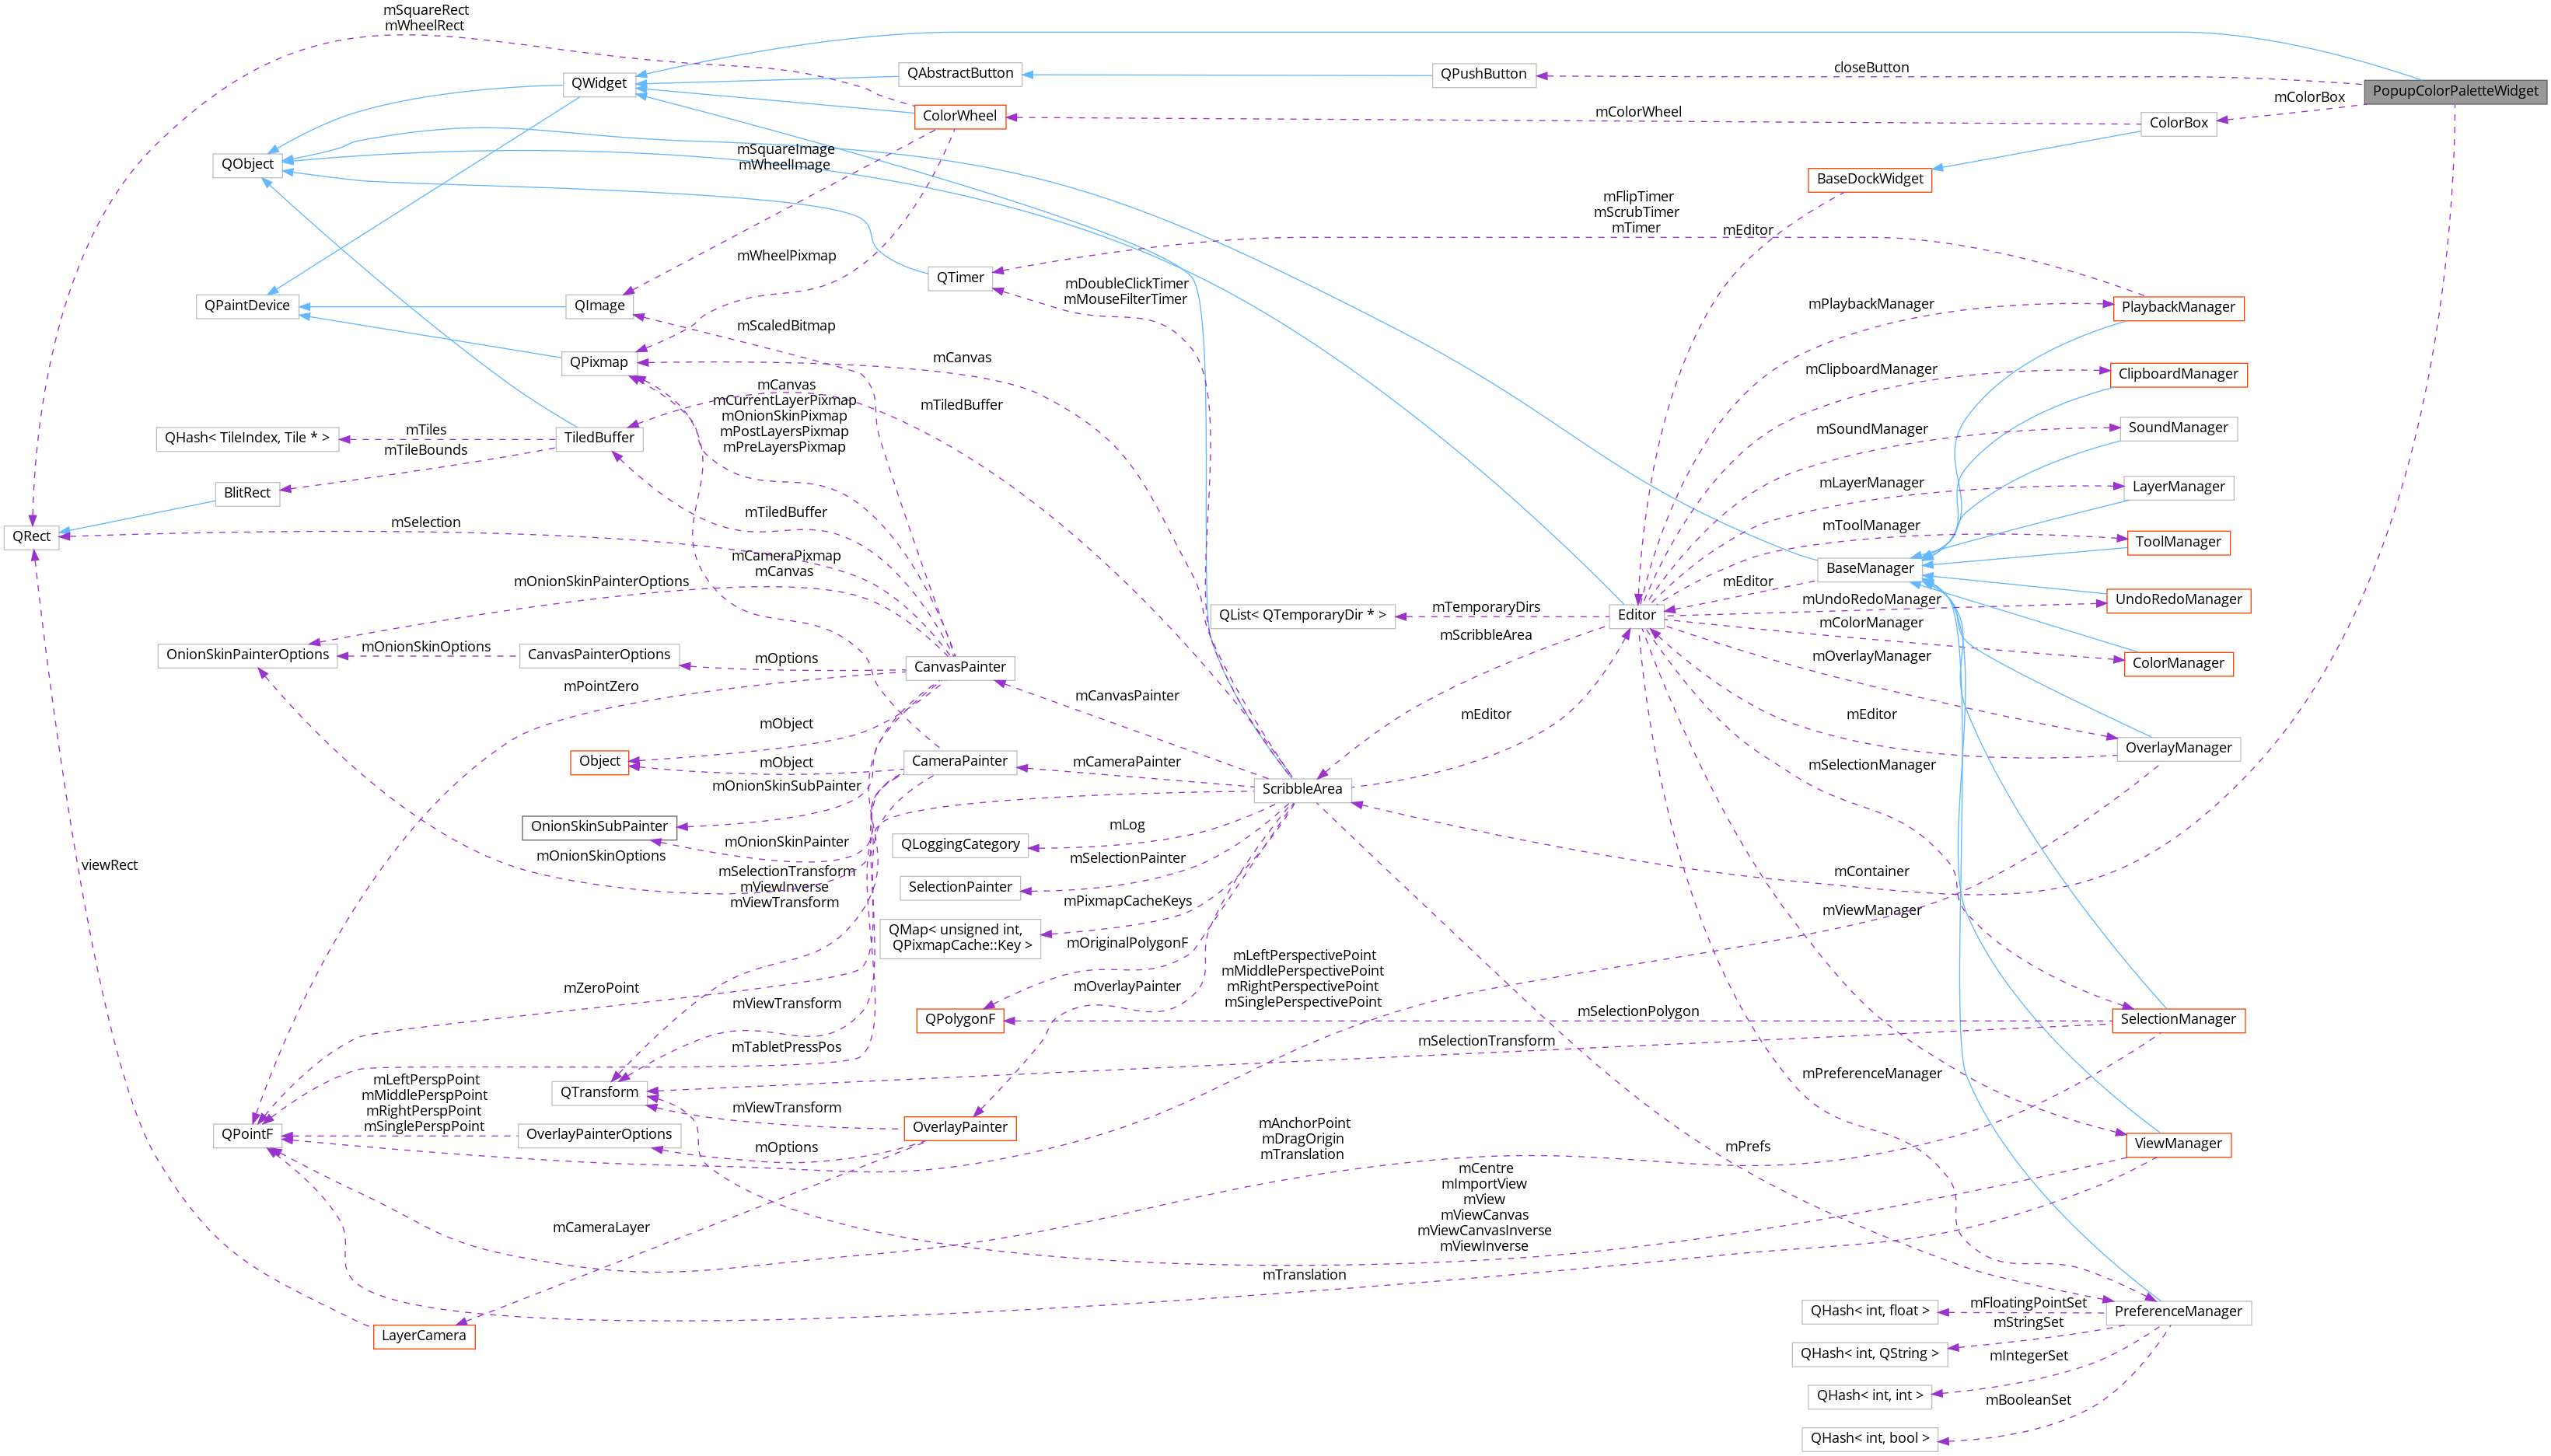 mSquareRect
mWheelRect
QWidget
QAbstractButton
QPushButton
closeButton
PopupColorPaletteWidget
mColorBox
ColorWheel
mColorWheel
ColorBox
QObject
mSquareImage
mWheelImage
BaseDockWidget
mFlipTimer
mScrubTimer
mTimer
mEditor
mWheelPixmap
QTimer
mDoubleClickTimer
mMouseFilterTimer
QPaintDevice
QImage
mPlaybackManager
PlaybackManager
mScaledBitmap
QPixmap
mCanvas
mClipboardManager
ClipboardManager
mCanvas
mCurrentLayerPixmap
mOnionSkinPixmap
mPostLayersPixmap
mPreLayersPixmap
mTiledBuffer
QHash< TileIndex, Tile * >
mTiles
mTileBounds
TiledBuffer
mSoundManager
SoundManager
BlitRect
mLayerManager
LayerManager
QRect
mSelection
mTiledBuffer
mToolManager
ToolManager
mCameraPixmap
mCanvas
mOnionSkinPainterOptions
BaseManager
mEditor
QList< QTemporaryDir * >
mTemporaryDirs
Editor
mUndoRedoManager
UndoRedoManager
mColorManager
mScribbleArea
OnionSkinPainterOptions
mOnionSkinOptions
CanvasPainterOptions
mOptions
CanvasPainter
mOverlayManager
ColorManager
mPointZero
mCanvasPainter
mEditor
mEditor
mObject
Object
mObject
CameraPainter
mCameraPainter
OverlayManager
mSelectionManager
mOnionSkinSubPainter
ScribbleArea
OnionSkinSubPainter
mOnionSkinPainter
mOnionSkinOptions
mLog
QLoggingCategory
mSelectionPainter
viewRect
mSelectionTransform
mViewInverse
mViewTransform
SelectionPainter
mContainer
mPixmapCacheKeys
mViewManager
QMap< unsigned int,
QPixmapCache::Key >
mOriginalPolygonF
mLeftPerspectivePoint
mMiddlePerspectivePoint
mRightPerspectivePoint
mSinglePerspectivePoint
mZeroPoint
mViewTransform
mOverlayPainter
QPolygonF
mSelectionPolygon
SelectionManager
mTabletPressPos
mSelectionTransform
mLeftPerspPoint
mMiddlePerspPoint
mRightPerspPoint
mSinglePerspPoint
QTransform
mPreferenceManager
mViewTransform
QPointF
OverlayPainterOptions
OverlayPainter
mOptions
mAnchorPoint
mDragOrigin
mTranslation
mPrefs
ViewManager
mCentre
mImportView
mView
mViewCanvas
mViewCanvasInverse
mViewInverse
mCameraLayer
mTranslation
LayerCamera
QHash< int, float >
mFloatingPointSet
PreferenceManager
mStringSet
QHash< int, QString >
mIntegerSet
QHash< int, int >
mBooleanSet
QHash< int, bool >